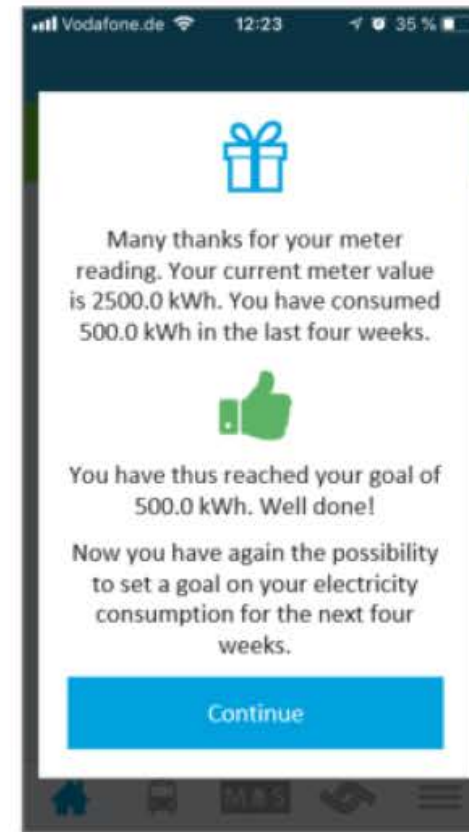 Vodafone.de 12:23 35 %
Many thanks for your meter
reading. Your current meter value
is 2500.0 kWh. You have consumed
500.0 kWh in the last four weeks.
You have thus reached your goal of
500.0 kWh. Well done!
Now you have again the possibility
to set a goal on your electricity
consumption for the next four
weeks.
Continue